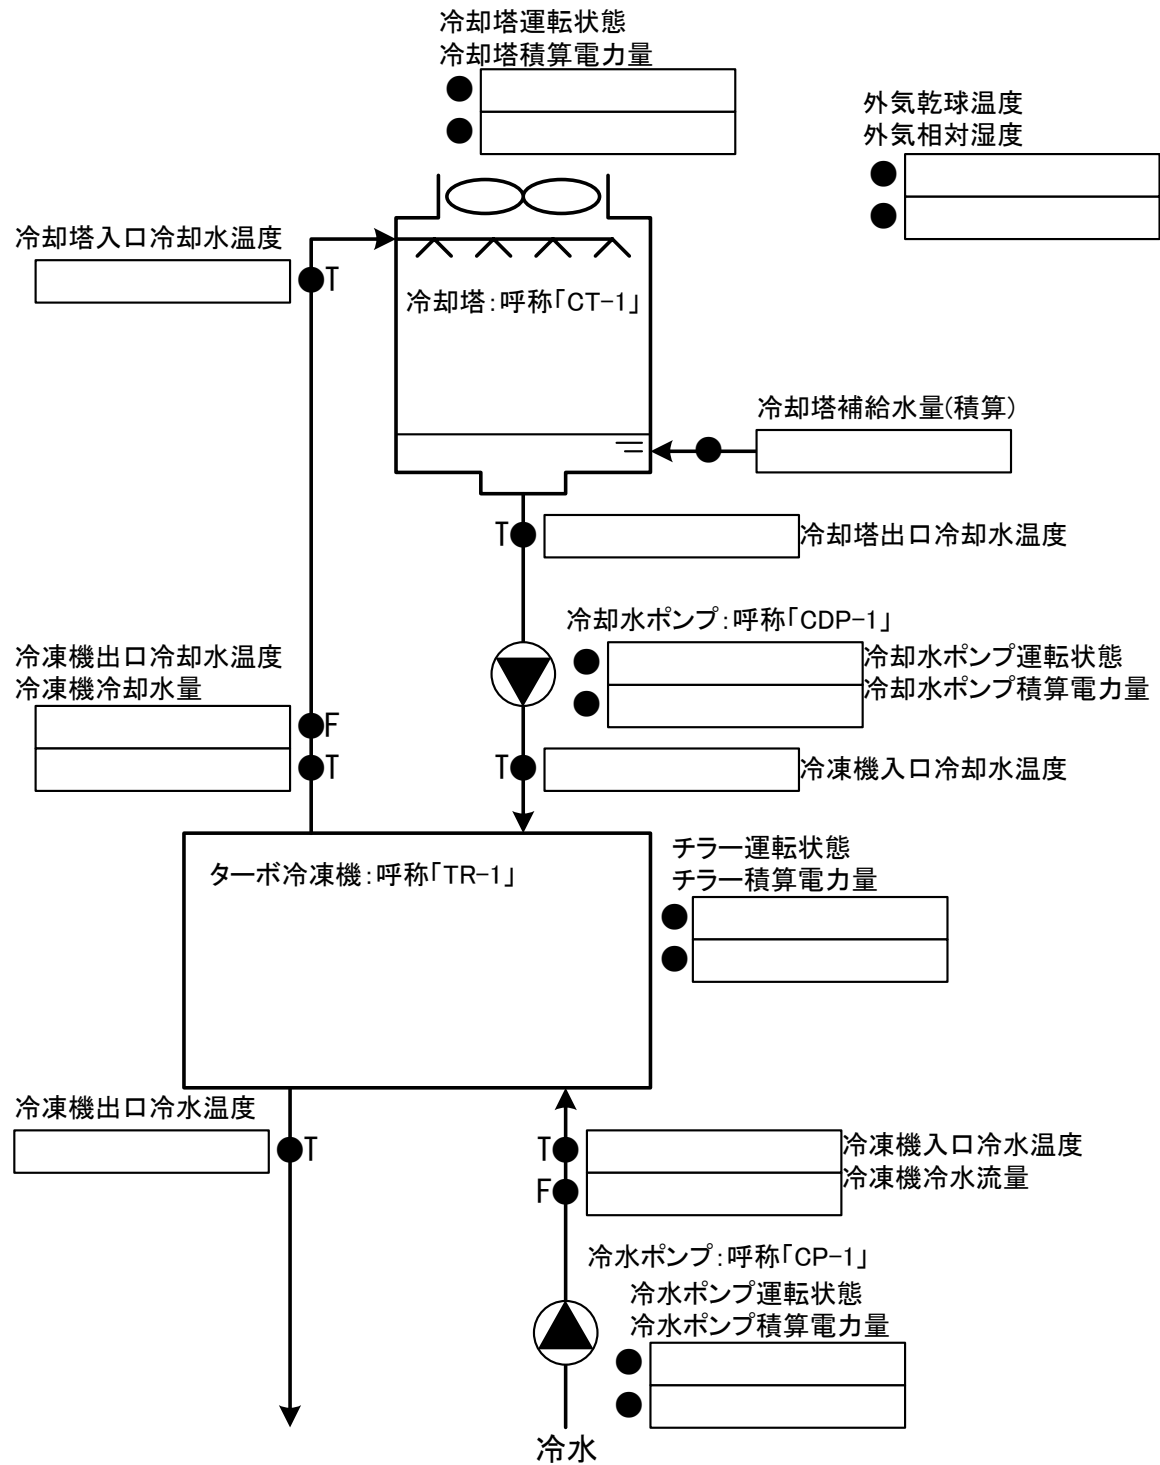 冷却塔運転状態
冷却塔積算電力量
外気乾球温度
外気相対湿度
冷却塔入口冷却水温度
T
冷却塔:呼称「CT-1」
冷却塔補給水量(積算)
T
冷却塔出口冷却水温度
冷却水ポンプ:呼称「CDP-1」
冷却水ポンプ運転状態
冷却水ポンプ積算電力量
冷凍機出口冷却水温度
冷凍機冷却水量
F
T
T
冷凍機入口冷却水温度
ターボ冷凍機:呼称「TR-1」
チラー運転状態
チラー積算電力量
冷凍機出口冷水温度
T
T
冷凍機入口冷水温度
F
冷凍機冷水流量
冷水ポンプ:呼称「CP-1」
冷水ポンプ運転状態
冷水ポンプ積算電力量
冷水